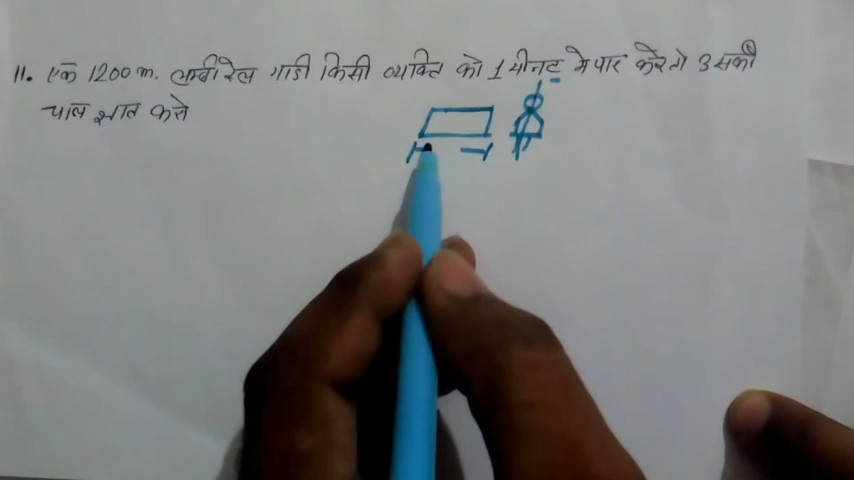 11. एक 1200 m. लम्बी रेल गाडी किसी व्यक्ति को 1 मीनट मे पार करे तो उसकी
चाल ज्ञात करो